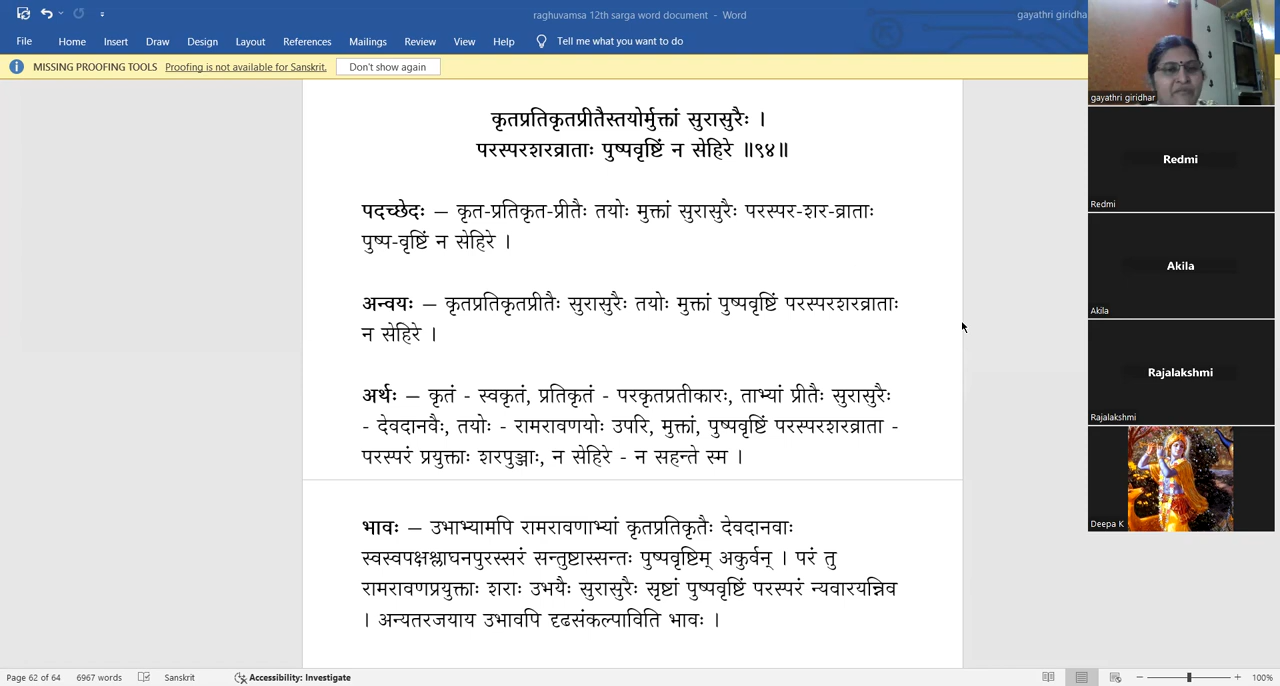 raghuvamsa 12th sarga word document - Word
gayathri giridha
File Home Insert Draw Design Layout References Mailings Review View Help Tell me what you want to do
MISSING PROOFING TOOLS Proofing is not available for Sanskrit. Don't show again
कृतप्रतिकृतप्रीतैस्तयोर्मुक्तां सुरासुरैः ।
परस्परशरव्राताः पुष्पवृष्टिं न सेहिरे ॥९४॥
पदच्छेदः – कृत-प्रतिकृत-प्रीतैः तयोः मुक्तां सुरासुरैः परस्पर-शर-व्राताः
पुष्प-वृष्टिं न सेहिरे ।
अन्वयः – कृतप्रतिकृतप्रीतैः सुरासुरैः तयोः मुक्तां पुष्पवृष्टिं परस्परशरव्राताः
न सेहिरे ।
अर्थः – कृतं - स्वकृतं, प्रतिकृतं - परकृतप्रतीकारः, ताभ्यां प्रीतैः सुरासुरैः
- देवदानवैः, तयोः - रामरावणयोः उपरि, मुक्तां, पुष्पवृष्टिं परस्परशरव्राता -
परस्परं प्रयुक्ताः शरपुञ्जाः, न सेहिरे - न सहन्ते स्म ।
भावः – उभाभ्यामपि रामरावणाभ्यां कृतप्रतिकृतैः देवदानवाः
स्वस्वपक्षश्लाघनपुरस्सरं सन्तुष्टास्सन्तः पुष्पवृष्टिम् अकुर्वन् । परं तु
रामरावणप्रयुक्ताः शराः उभयैः सुरासुरैः सृष्टां पुष्पवृष्टिं परस्परं न्यवारयन्निव
। अन्यतरजयाय उभावपि दृढसंकल्पाविति भावः ।
gayathri giridhar
Redmi
Redmi
Akila
Akila
Rajalakshmi
Rajalakshmi
Deepa K
Page 62 of 64 6967 words Sanskrit Accessibility: Investigate 100%